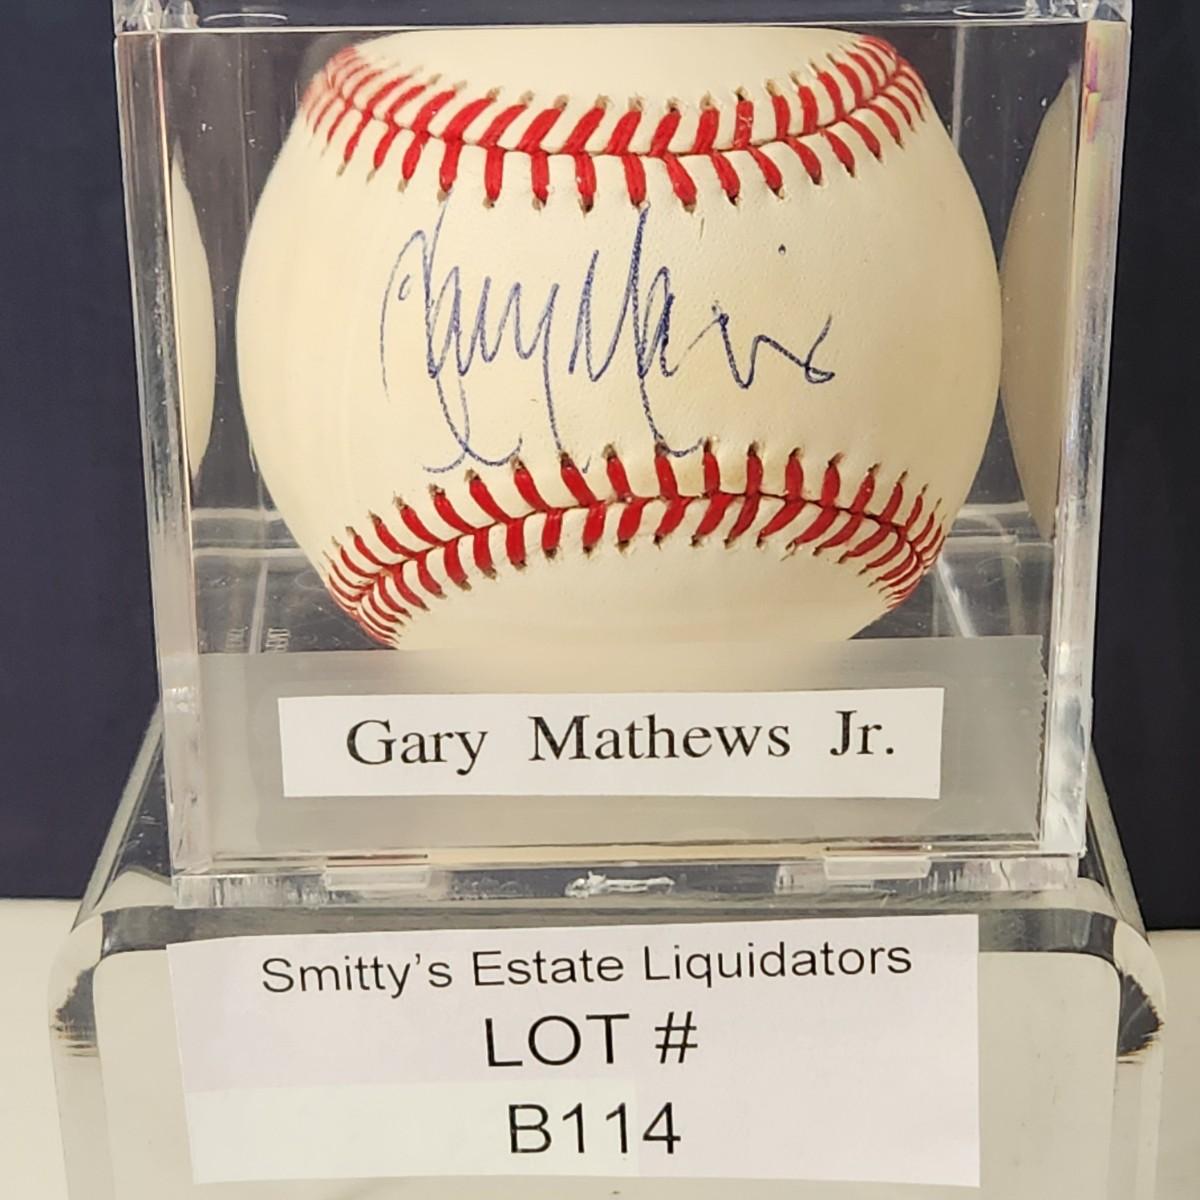 Gary Mathews Jr.
Smitty's Estate Liquidators
LOT #
B114